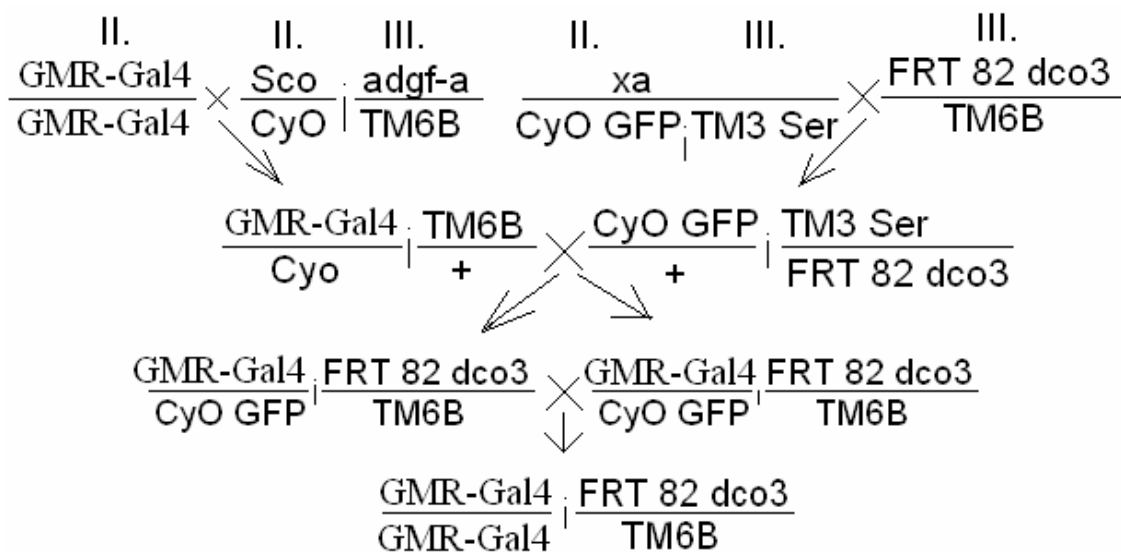 II. II. III. II. III. III.
GMR-Gal4 Sco adgf-a xa FRT 82 dco3
GMR-Gal4 CyO ; TM6B CyO GFP ; TM3 Ser TM6B
GMR-Gal4 TM6B CyO GFP TM3 Ser
Cyo ; + + ; FRT 82 dco3
GMR-Gal4 FRT 82 dco3 GMR-Gal4 FRT 82 dco3
CyO GFP ; TM6B CyO GFP ; TM6B
GMR-Gal4 FRT 82 dco3
GMR-Gal4 ; TM6B